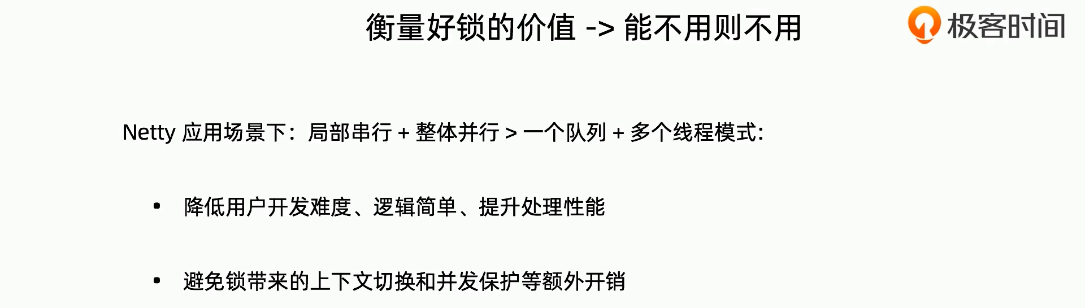 衡量好锁的价值 -> 能不用则不用
极客时间
Netty 应用场景下：局部串行 + 整体并行 > 一个队列 + 多个线程模式：
• 降低用户开发难度、逻辑简单、提升处理性能
• 避免锁带来的上下文切换和并发保护等额外开销